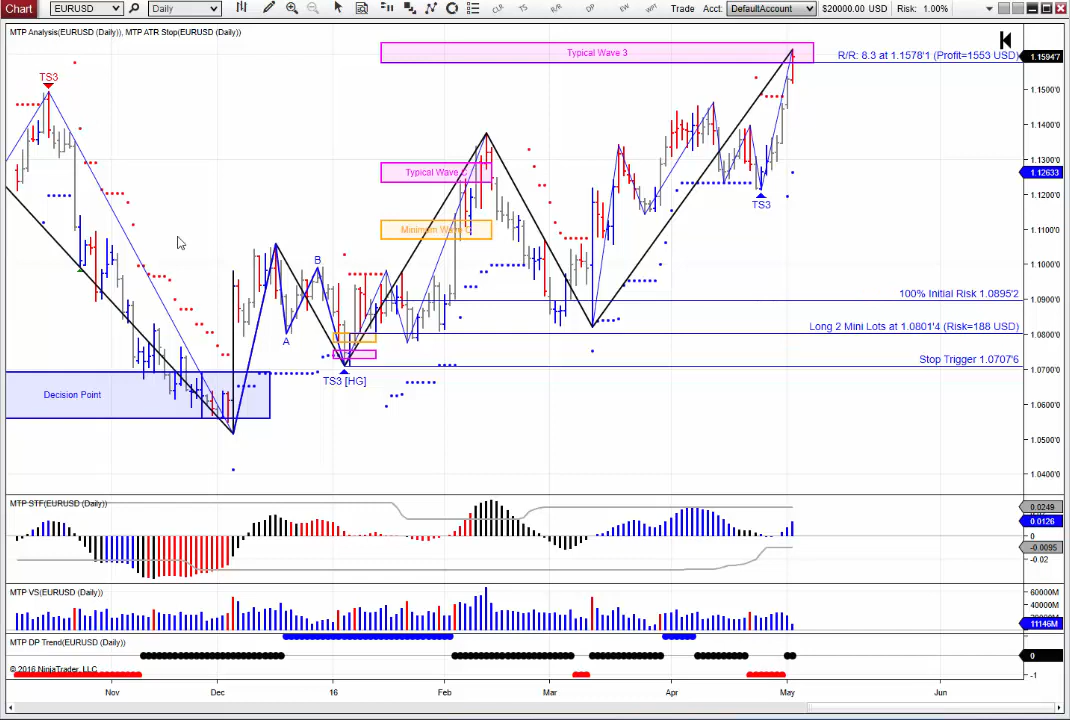 Chart EURUSD Daily CLR TS R/R DP EW WPT Trade Acct: DefaultAccount $20000.00 USD Risk: 1.00%
MTP Analysis(EURUSD (Daily)), MTP ATR Stop(EURUSD (Daily))
Typical Wave 3
R/R: 8.3 at 1.1578'1 (Profit=1553 USD)
1.1594'7
TS3
1.1500'0
1.1400'0
1.1300'0
Typical Wave C
1.12633
1.1200'0
TS3
Minimum Wave C
1.1100'0
B
1.1000'0
100% Initial Risk 1.0895'2
1.0900'0
Long 2 Mini Lots at 1.0801'4 (Risk=188 USD)
1.0800'0
A
Stop Trigger 1.0707'6
1.0700'0
TS3 [HG]
Decision Point
1.0600'0
1.0500'0
1.0400'0
MTP STF(EURUSD (Daily))
0.0249
0.0126
0
-0.0095
-0.02
MTP VS(EURUSD (Daily))
60000M
40000M
11146M
MTP DP Trend(EURUSD (Daily))
0
© 2016 NinjaTrader, LLC
-1
Nov Dec 16 Feb Mar Apr May Jun